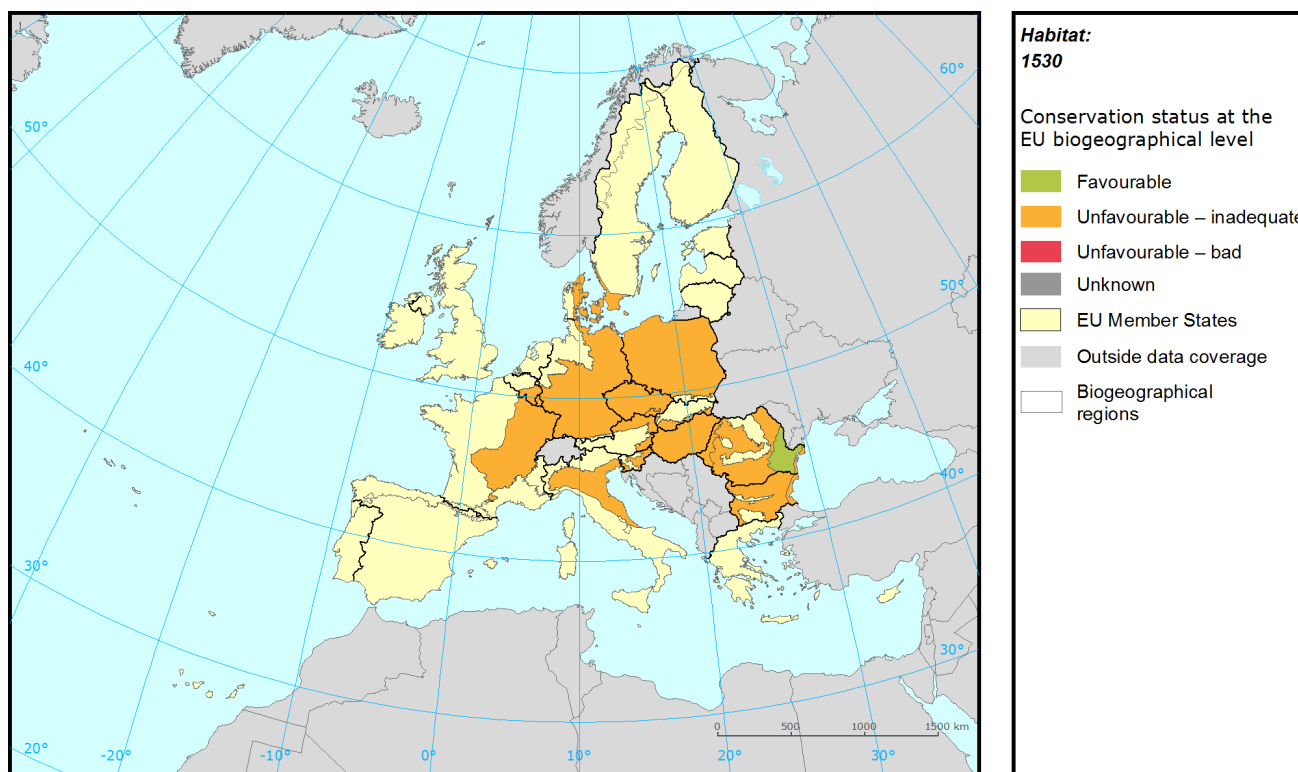 Habitat:
1530
Conservation status at the
EU biogeographical level
Favourable
Unfavourable – inadequate
Unfavourable – bad
Unknown
EU Member States
Outside data coverage
Biogeographical
regions
60°
50°
50°
40°
40°
30°
30°
20°
-20°
-10°
0°
10°
20°
30°
0 500 1000 1500 km